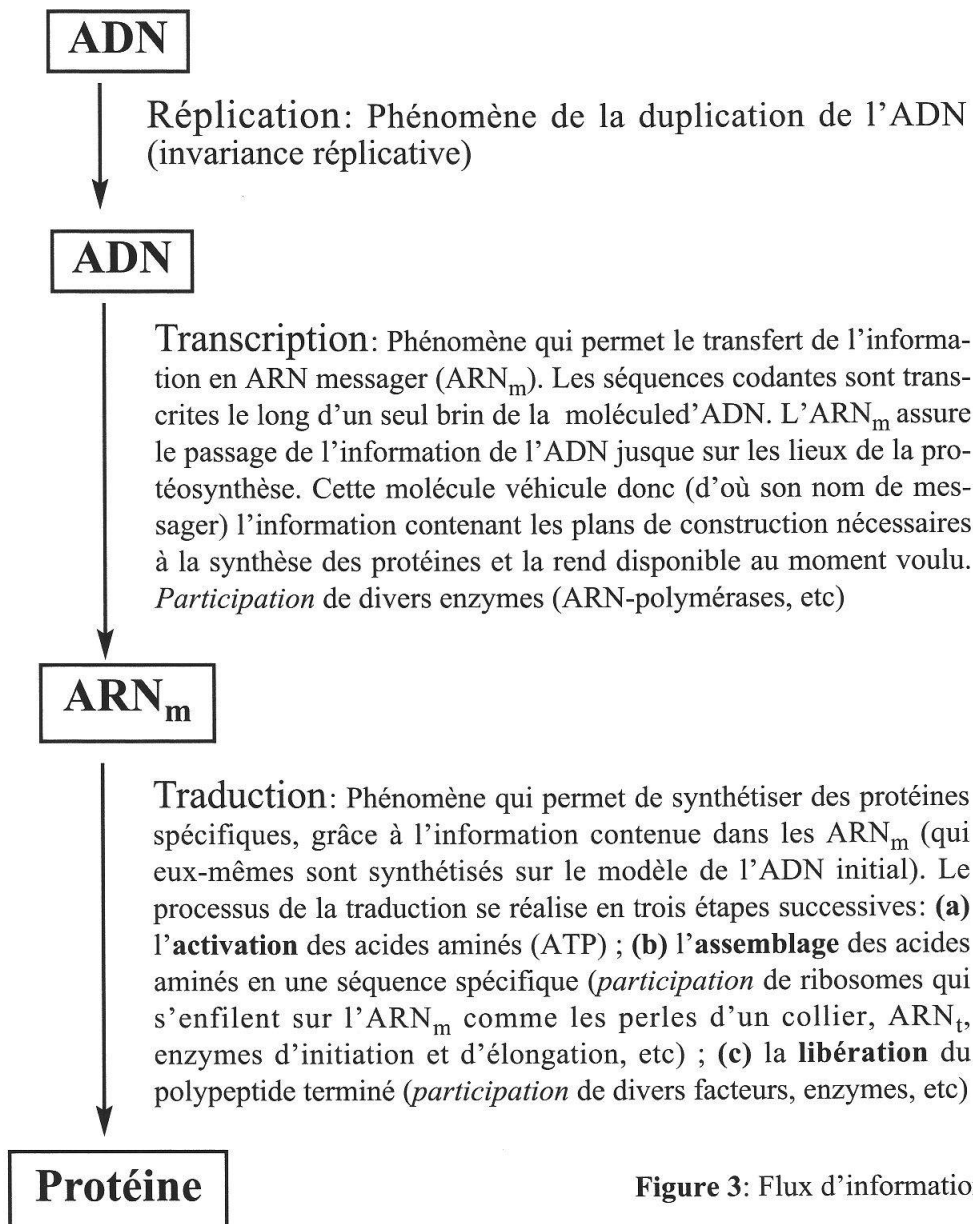 ADN
Réplication: Phénomène de la duplication de l'ADN
(invariance réplicative)
ADN
Transcription: Phénomène qui permet le transfert de l'informa-
tion en ARN messager (ARNm). Les séquences codantes sont trans-
crites le long d'un seul brin de la moléculed'ADN. L'ARNm assure
le passage de l'information de l'ADN jusque sur les lieux de la pro-
téosynthèse. Cette molécule véhicule donc (d'où son nom de mes-
sager) l'information contenant les plans de construction nécessaires
à la synthèse des protéines et la rend disponible au moment voulu.
Participation de divers enzymes (ARN-polymérases, etc)
ARNm
Traduction: Phénomène qui permet de synthétiser des protéines
spécifiques, grâce à l'information contenue dans les ARNm (qui
eux-mêmes sont synthétisés sur le modèle de l'ADN initial). Le
processus de la traduction se réalise en trois étapes successives: (a)
l'activation des acides aminés (ATP) ; (b) l'assemblage des acides
aminés en une séquence spécifique (participation de ribosomes qui
s'enfilent sur l'ARNm comme les perles d'un collier, ARNt,
enzymes d'initiation et d'élongation, etc) ; (c) la libération du
polypeptide terminé (participation de divers facteurs, enzymes, etc)
Protéine
Figure 3: Flux d'informatio